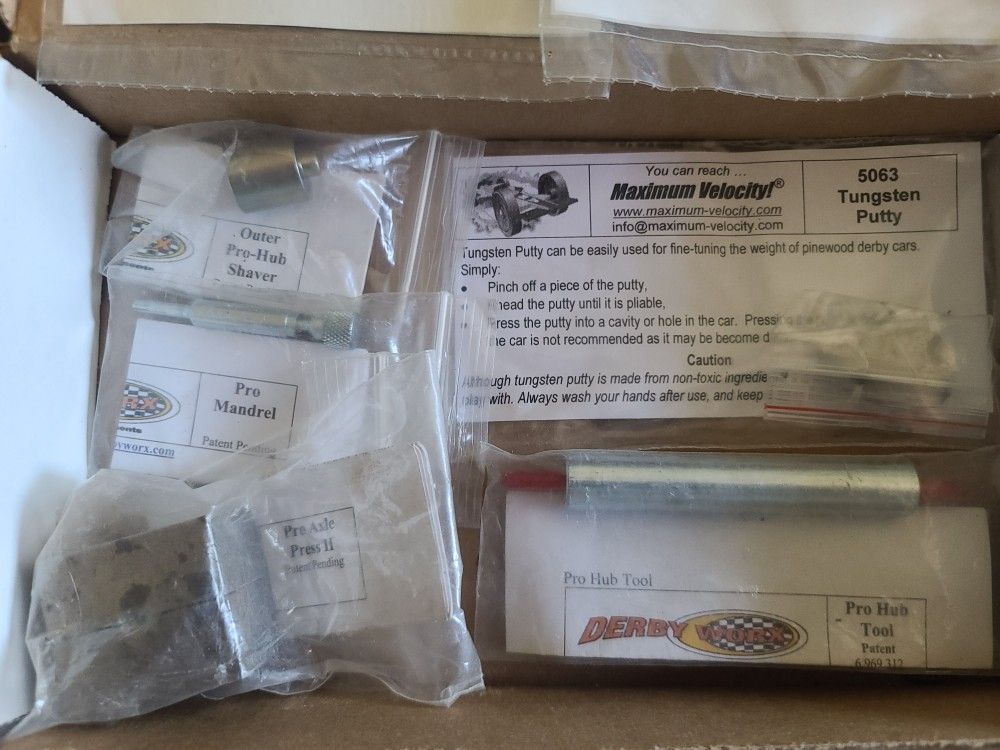 Outer
Pro-Hub
Shaver
Pro
Mandrel
Patent Pending
Pro Axle
Press II
Patent Pending
You can reach ...
Maximum Velocity!®
www.maximum-velocity.com
info@maximum-velocity.com
5063
Tungsten
Putty
Tungsten Putty can be easily used for fine-tuning the weight of pinewood derby cars.
Simply:
• Pinch off a piece of the putty,
• head the putty until it is pliable,
• Press the putty into a cavity or hole in the car. Pressing
the car is not recommended as it may be become d
Caution
Although tungsten putty is made from non-toxic ingredie
play with. Always wash your hands after use, and keep
Pro Hub Tool
DERBY WORX
Pro Hub
Tool
Patent
6,969,312